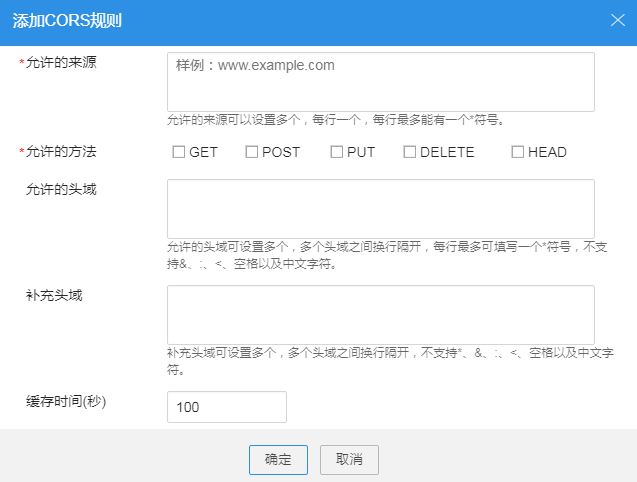 添加CORS规则
*允许的来源
样例：www.example.com
允许的来源可以设置多个，每行一个，每行最多能有一个*符号。
*允许的方法 GET POST PUT DELETE HEAD
允许的头域
允许的头域可设置多个，多个头域之间换行隔开，每行最多可填写一个*符号，不支
持&、:、<、空格以及中文字符。
补充头域
补充头域可设置多个，多个头域之间换行隔开，不支持*、&、:、<、空格以及中文字
符。
缓存时间(秒) 100
确定 取消